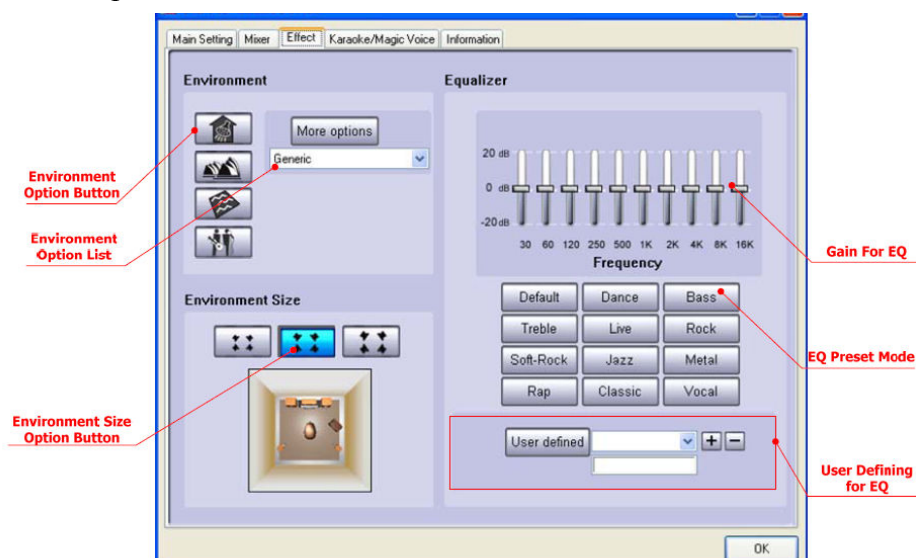 Main Setting Mixer Effect Karaoke/Magic Voice Information
Environment
More options
Generic
Environment
Option Button
Environment
Option List
Environment Size
Environment Size
Option Button
Equalizer
20 dB
0 dB
-20 dB
30 60 120 250 500 1K 2K 4K 8K 16K
Frequency
Gain For EQ
Default Dance Bass
Treble Live Rock
Soft-Rock Jazz Metal
Rap Classic Vocal
EQ Preset Mode
User defined
User Defining
for EQ
OK